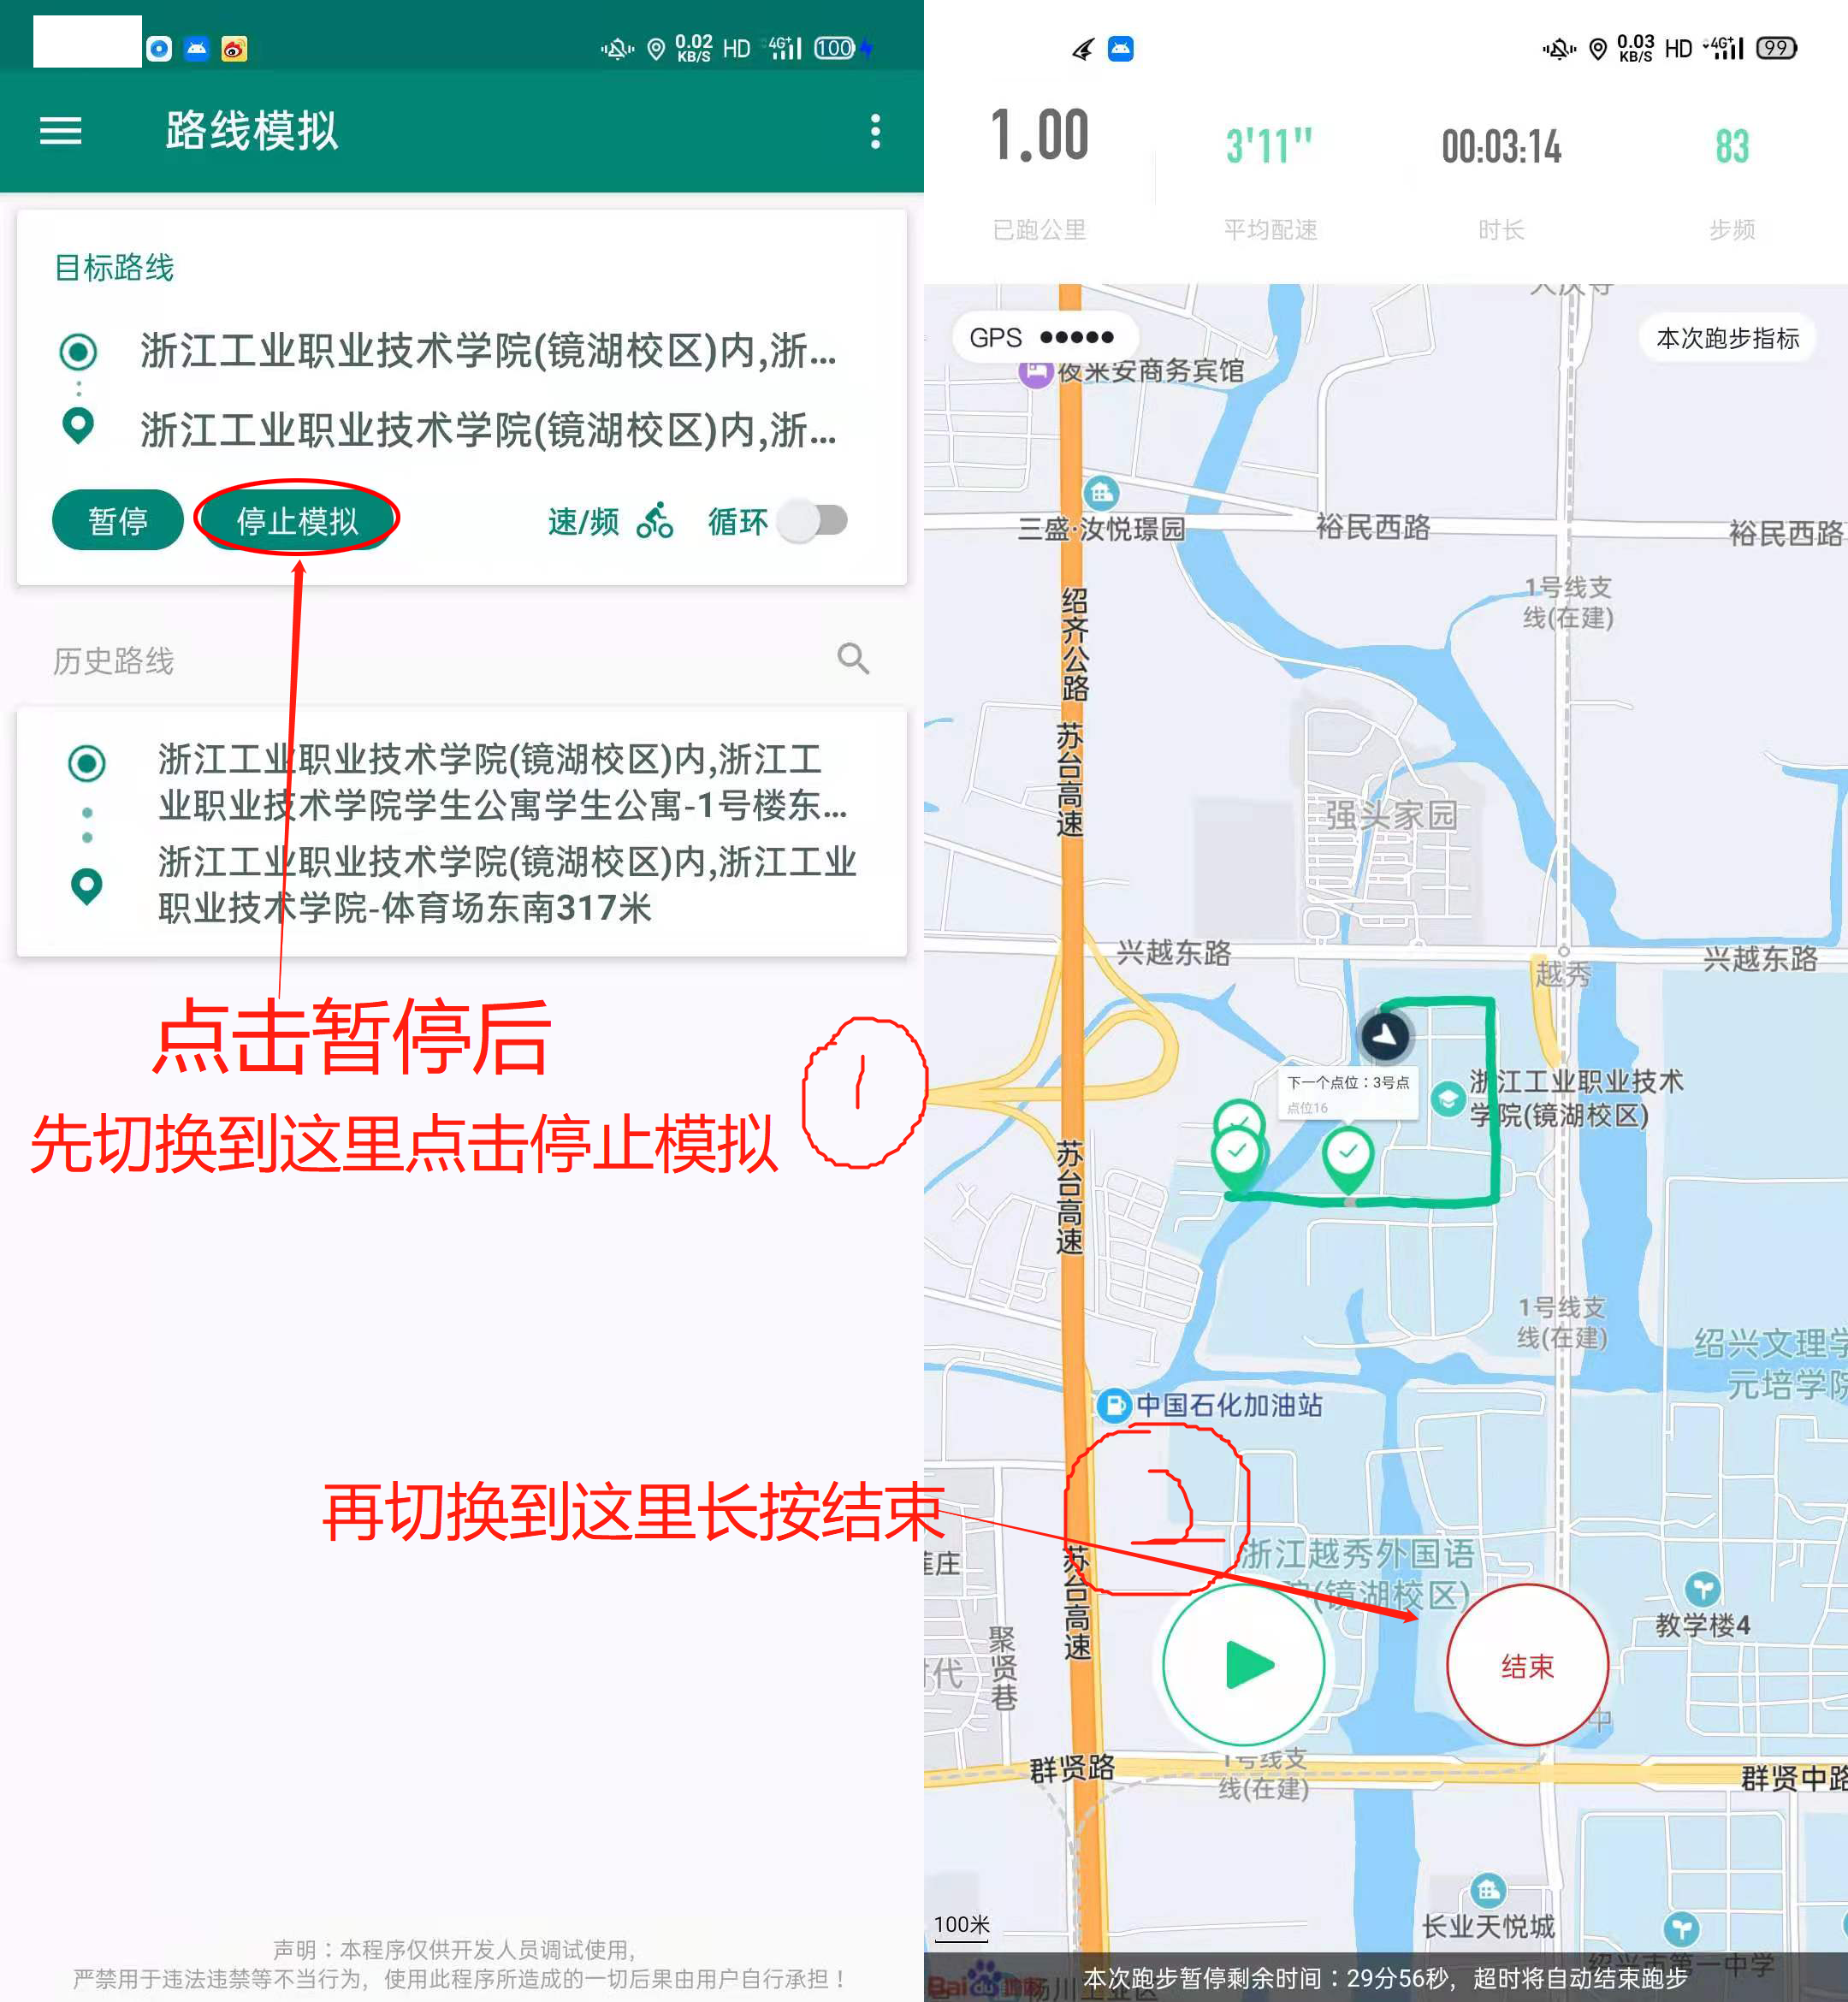 0.02
KB/S
HD
4G+
100
路线模拟
目标路线
浙江工业职业技术学院(镜湖校区)内,浙...
浙江工业职业技术学院(镜湖校区)内,浙...
暂停
停止模拟
速/频
循环
历史路线
浙江工业职业技术学院(镜湖校区)内,浙江工
业职业技术学院学生公寓学生公寓-1号楼东...
浙江工业职业技术学院(镜湖校区)内,浙江工业
职业技术学院-体育场东南317米
点击暂停后
先切换到这里点击停止模拟
1
再切换到这里长按结束
声明：本程序仅供开发人员调试使用,
严禁用于违法违禁等不当行为，使用此程序所造成的一切后果由用户自行承担！
0.03
KB/S
HD
4G+
99
1.00
3'11"
00:03:14
83
已跑公里
平均配速
时长
步频
GPS
本次跑步指标
夜来安商务宾馆
三盛·汝悦璟园
裕民西路
裕民西路
1号线支
线(在建)
绍齐公路
苏台高速
强头家园
兴越东路
越秀
兴越东路
下一个点位：3号点
点位16
浙江工业职业技术
学院(镜湖校区)
苏台高速
1号线支
线(在建)
绍兴文理学
元培学院
中国石化加油站
2
浙江越秀外国语
(镜湖校区)
苏台高速
庄
聚贤巷
代
教学楼4
结束
中
群贤路
1号线支
线(在建)
群贤中路
长业天悦城
100米
绍兴市第一中学
Baidu地图
本次跑步暂停剩余时间：29分56秒，超时将自动结束跑步